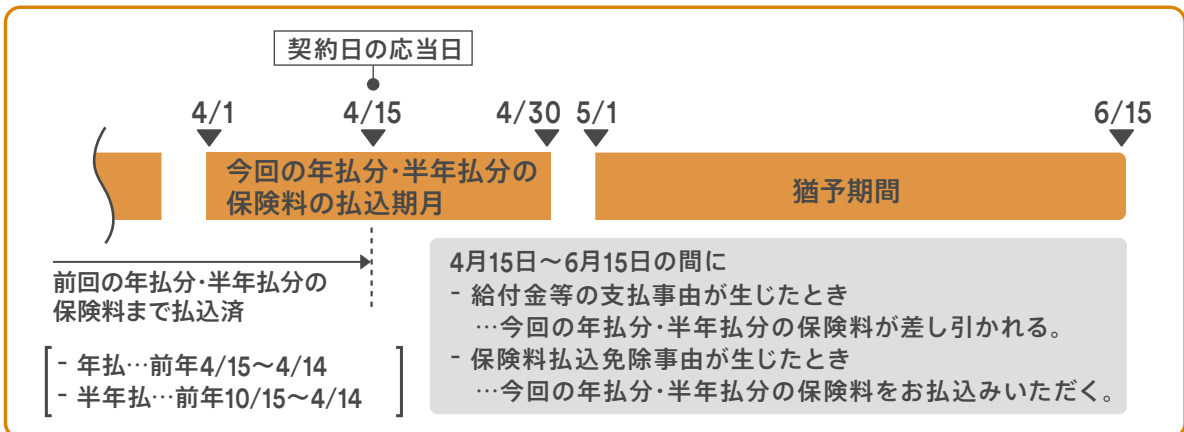 契約日の応当日
4/1 4/15 4/30 5/1 6/15
今回の年払分・半年払分の
保険料の払込期月
猶予期間
前回の年払分・半年払分の
保険料まで払込済
- 年払…前年4/15〜4/14
- 半年払…前年10/15〜4/14
4月15日〜6月15日の間に
- 給付金等の支払事由が生じたとき
…今回の年払分・半年払分の保険料が差し引かれる。
- 保険料払込免除事由が生じたとき
…今回の年払分・半年払分の保険料をお払込みいただく。